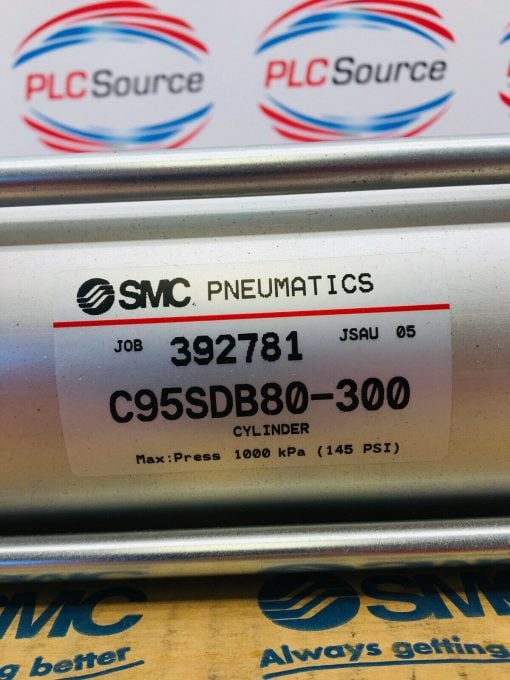 PLCSource PLCSource
SMC PNEUMATICS
JOB 392781 JSAU 05
C95SDB80-300
CYLINDER
Max:Press 1000 kPa (145 PSI)
SMC SMC
better Always getting